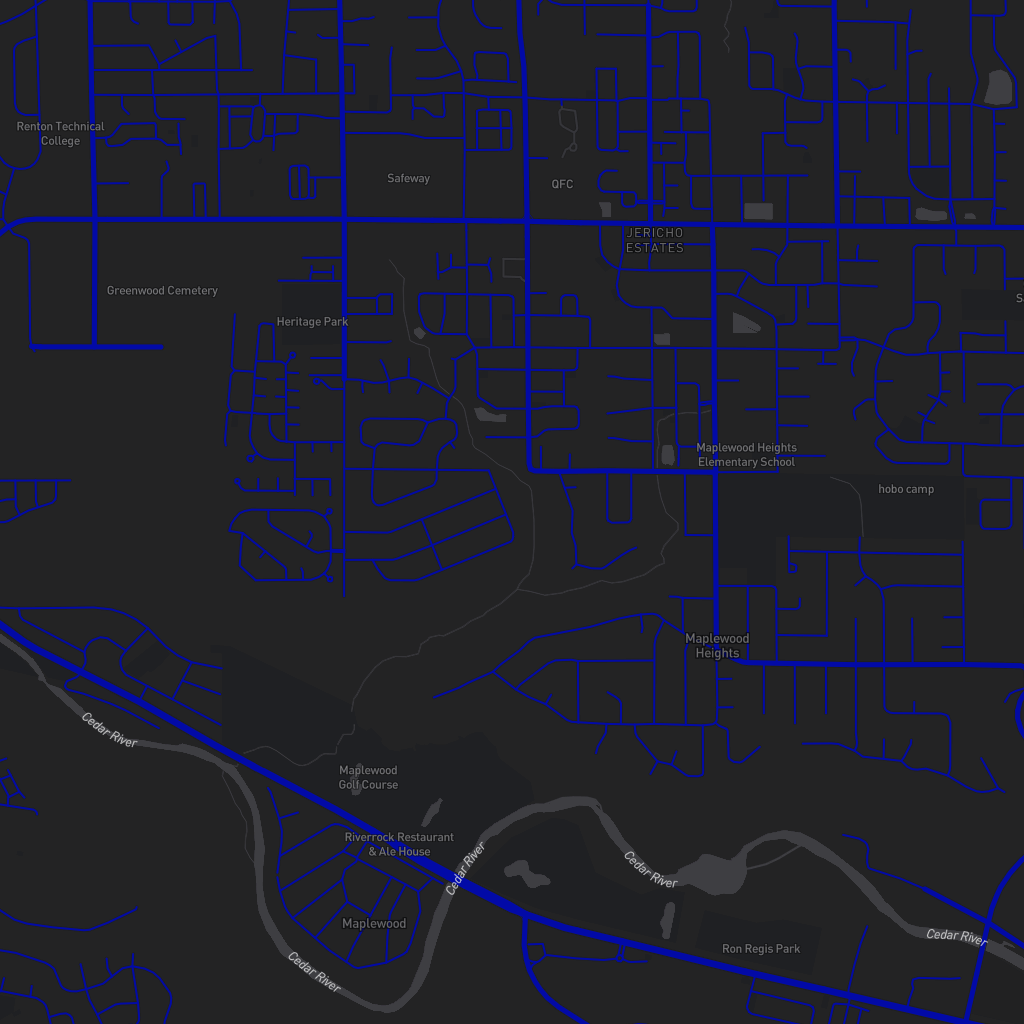 Renton Technical
College
Safeway
QFC
JERICHO
ESTATES
Greenwood Cemetery
Heritage Park
S
Maplewood Heights
Elementary School
hobo camp
Maplewood
Heights
Cedar River
Maplewood
Golf Course
Riverrock Restaurant
& Ale House
Cedar River
Cedar River
Maplewood
Cedar River
Ron Regis Park
Cedar River